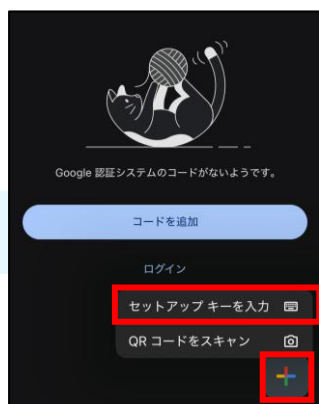 Google 認証システムのコードがないようです。
コードを追加
ログイン
セットアップ キーを入力
QR コードをスキャン